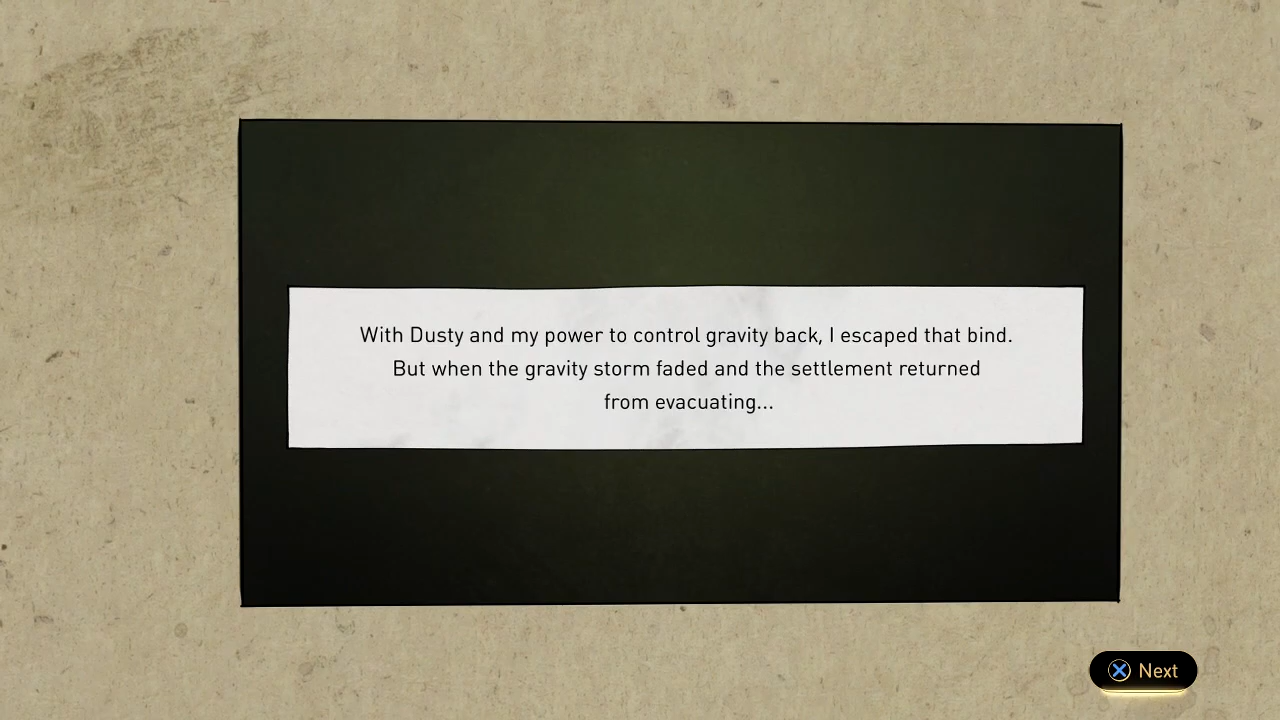 With Dusty and my power to control gravity back, I escaped that bind.
But when the gravity storm faded and the settlement returned
from evacuating...
Next